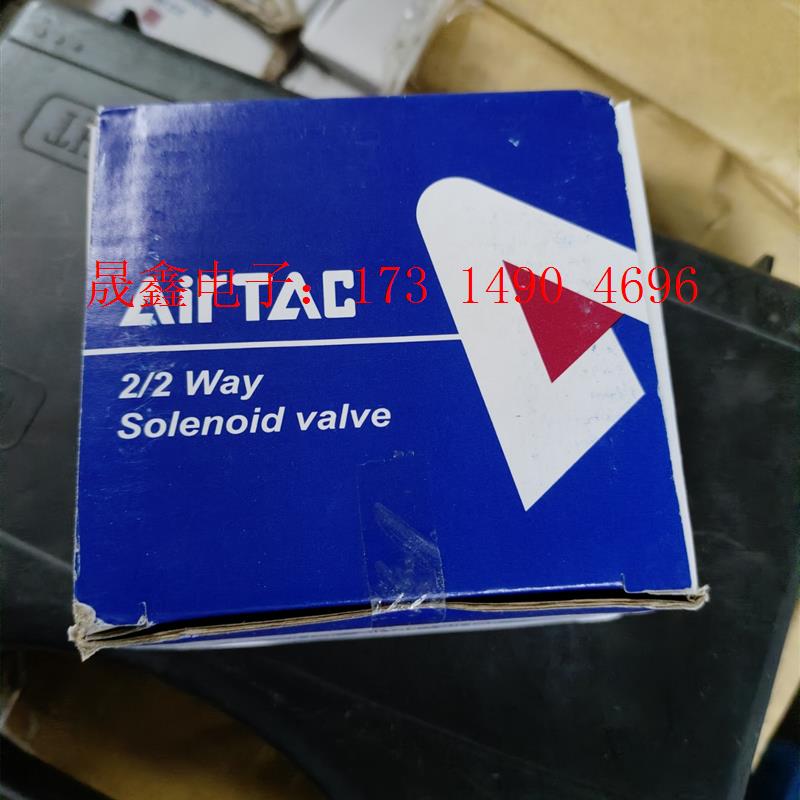 晟鑫电子：173 1490 4696
AirTAC
2/2 Way
Solenoid valve